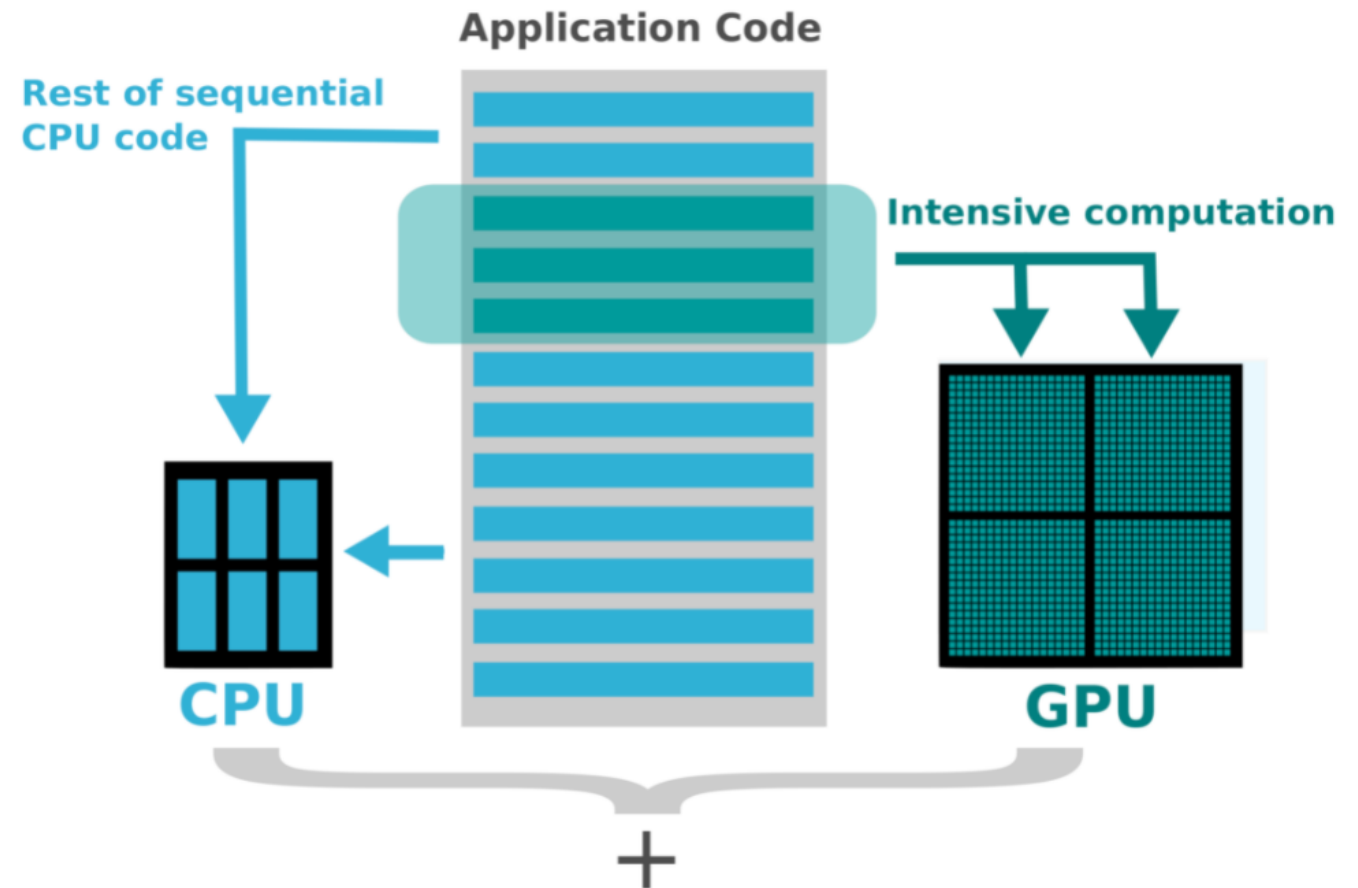 Application Code
Rest of sequential
CPU code
Intensive computation
CPU
GPU
+